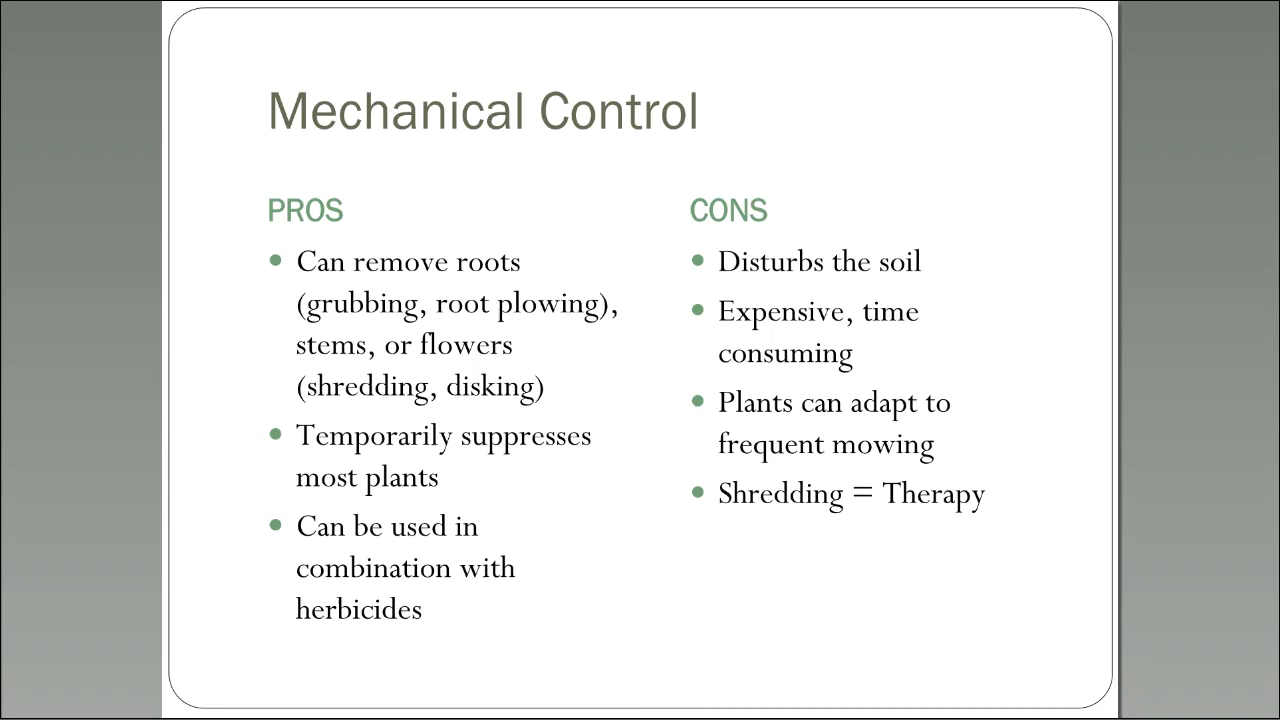 Mechanical Control
PROS
• Can remove roots
(grubbing, root plowing),
stems, or flowers
(shredding, disking)
• Temporarily suppresses
most plants
• Can be used in
combination with
herbicides
CONS
• Disturbs the soil
• Expensive, time
consuming
• Plants can adapt to
frequent mowing
• Shredding = Therapy